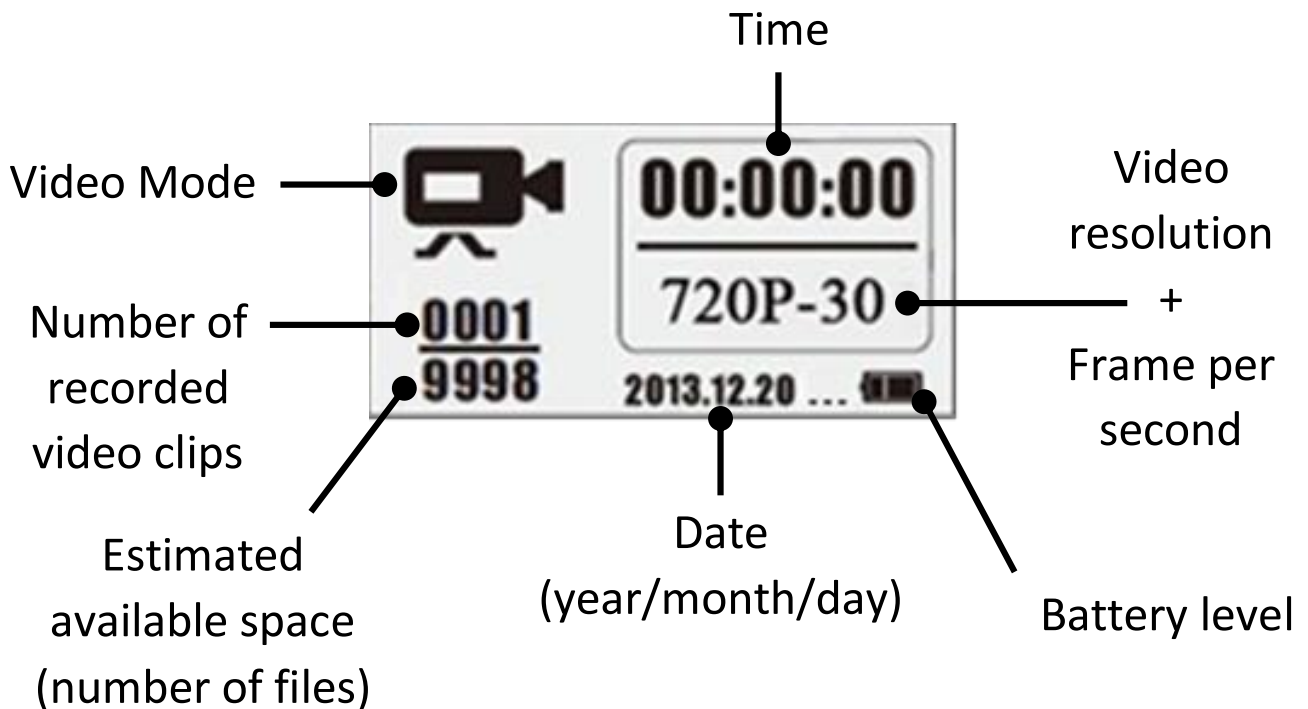 Time
Video Mode
00:00:00
Video
resolution
+
Frame per
second
720P-30
Number of
recorded
video clips
0001
9998
2013.12.20 ...
Estimated
available space
(number of files)
Date
(year/month/day)
Battery level